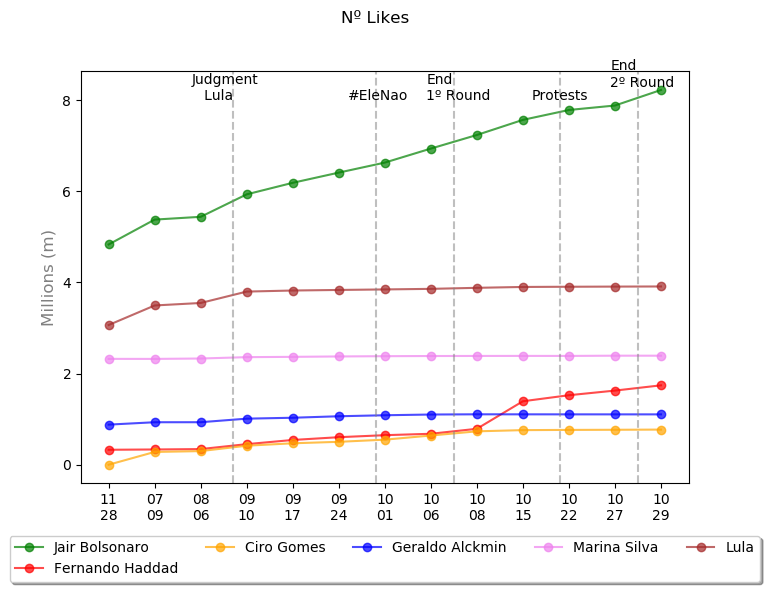 Nº Likes
End
2º Round
Judgment
Lula
End
1º Round
#EleNao
Protests
8
6
4
2
0
Millions (m)
11 07 08 09 09 09 10 10 10 10 10 10 10
28 09 06 10 17 24 01 06 08 15 22 27 29
Jair Bolsonaro Ciro Gomes Geraldo Alckmin Marina Silva Lula
Fernando Haddad